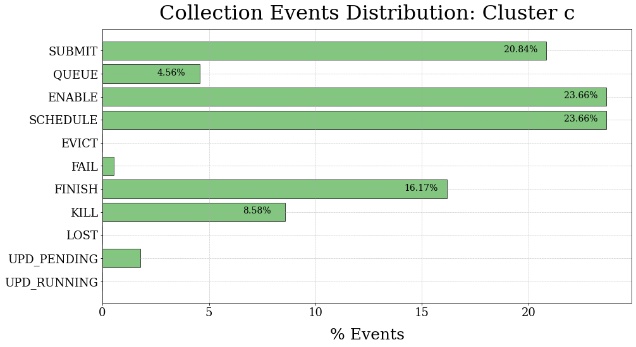 Collection Events Distribution: Cluster c
SUBMIT 20.84%
QUEUE 4.56%
ENABLE 23.66%
SCHEDULE 23.66%
EVICT
FAIL
FINISH 16.17%
KILL 8.58%
LOST
UPD_PENDING
UPD_RUNNING
0 5 10 15 20
% Events